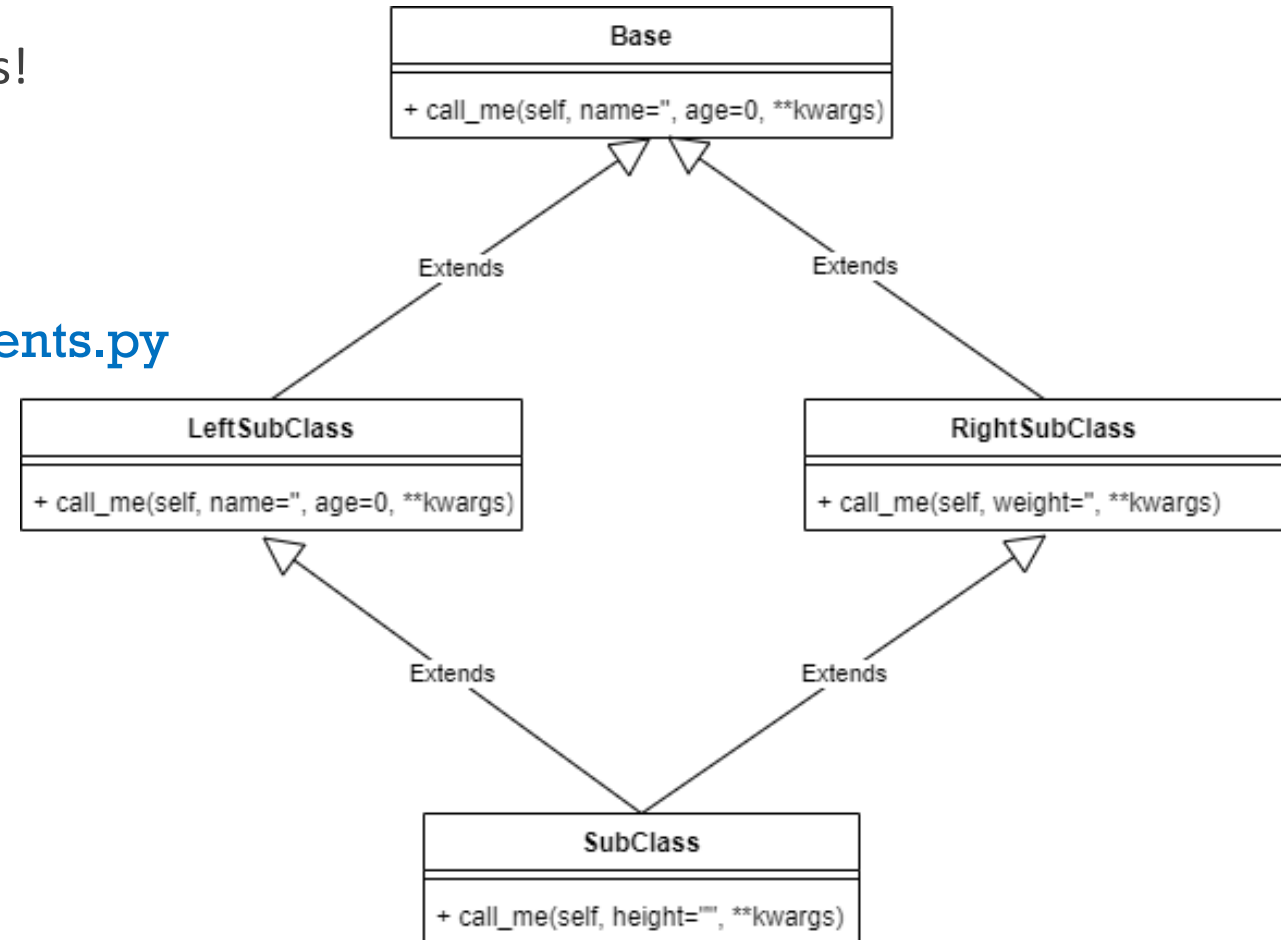 s!
ents.py
Base
+ call_me(self, name='', age=0, **kwargs)
Extends
Extends
LeftSubClass
+ call_me(self, name='', age=0, **kwargs)
RightSubClass
+ call_me(self, weight='', **kwargs)
Extends
Extends
SubClass
+ call_me(self, height='"', **kwargs)